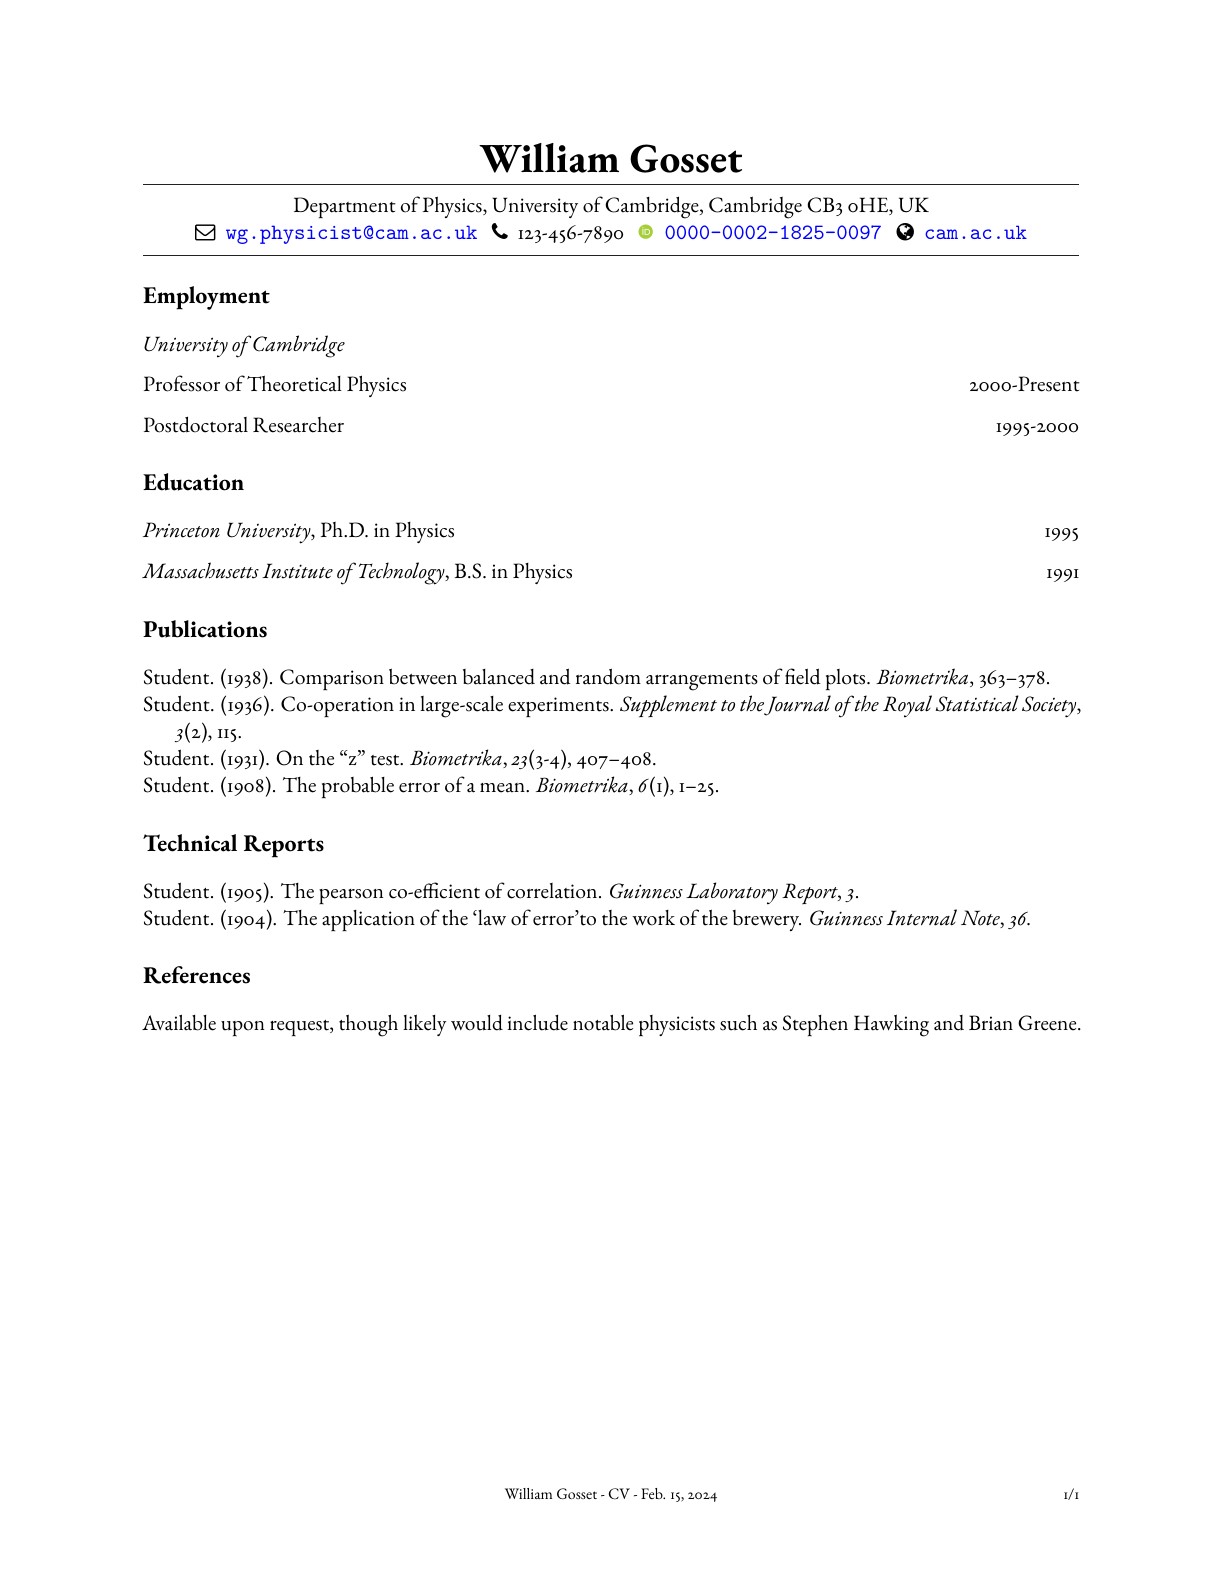 William Gosset
Department of Physics, University of Cambridge, Cambridge CB3 0HE, UK
wg.physicist@cam.ac.uk 123-456-7890 0000-0002-1825-0097 cam.ac.uk
Employment
University of Cambridge
Professor of Theoretical Physics 2000-Present
Postdoctoral Researcher 1995-2000
Education
Princeton University, Ph.D. in Physics 1995
Massachusetts Institute of Technology, B.S. in Physics 1991
Publications
Student. (1938). Comparison between balanced and random arrangements of field plots. Biometrika, 363–378.
Student. (1936). Co-operation in large-scale experiments. Supplement to the Journal of the Royal Statistical Society,
3(2), 115.
Student. (1931). On the “z” test. Biometrika, 23(3-4), 407–408.
Student. (1908). The probable error of a mean. Biometrika, 6(1), 1–25.
Technical Reports
Student. (1905). The pearson co-efficient of correlation. Guinness Laboratory Report, 3.
Student. (1904). The application of the ‘law of error’to the work of the brewery. Guinness Internal Note, 36.
References
Available upon request, though likely would include notable physicists such as Stephen Hawking and Brian Greene.
William Gosset - CV - Feb. 15, 2024 1/1